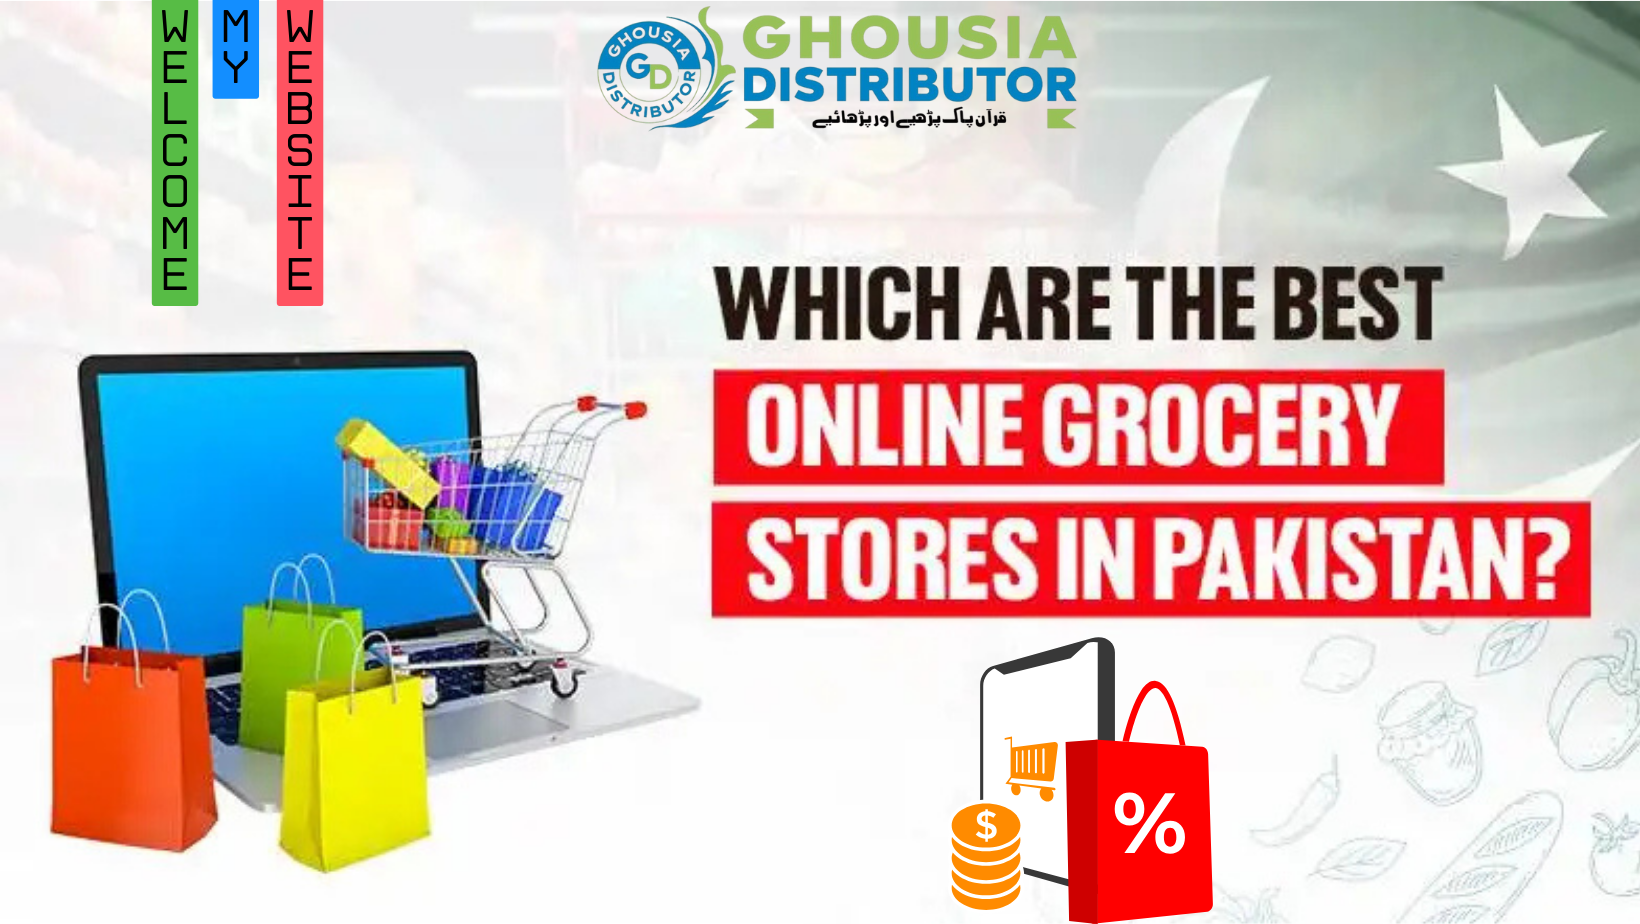 WELCOME
MY
WEBSITE
GHOUSIA
DISTRIBUTOR
GD
GHOUSIA
DISTRIBUTOR
قرآن پاک پڑھیے اور پڑھائیے
WHICH ARE THE BEST
ONLINE GROCERY
STORES IN PAKISTAN?
$
%